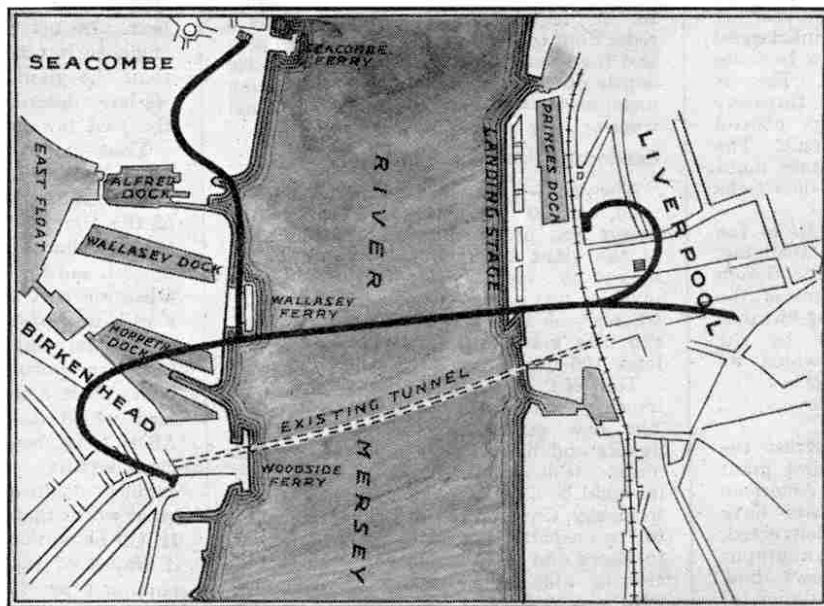 SEACOMBE
SEACOMBE
FERRY
EAST FLOAT
ALFRED
DOCK
WALLASEY DOCK
MORPETH
DOCK
BIRKENHEAD
WALLASEY
FERRY
WOODSIDE
FERRY
EXISTING TUNNEL
RIVER
MERSEY
LANDING STAGE
PRINCES DOCK
LIVERPOOL